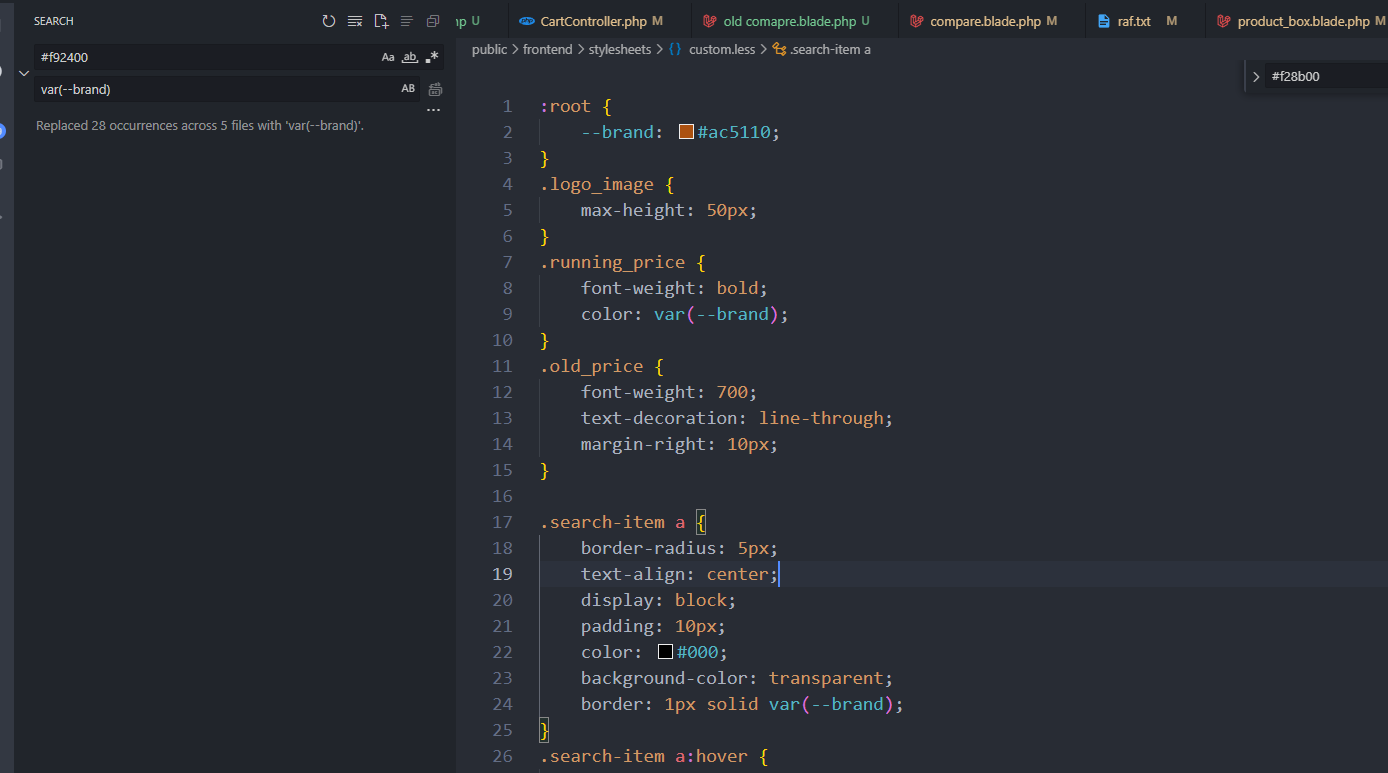 SEARCH
#f92400
Aa ab .*
var(--brand)
AB
...
Replaced 28 occurrences across 5 files with 'var(--brand)'.
np U
CartController.php M
old comapre.blade.php U
compare.blade.php M
raf.txt M
product_box.blade.php M
public > frontend > stylesheets > {} custom.less > .search-item a
> #f28b00
1 :root {
2 --brand: #ac5110;
3 }
4 .logo_image {
5 max-height: 50px;
6 }
7 .running_price {
8 font-weight: bold;
9 color: var(--brand);
10 }
11 .old_price {
12 font-weight: 700;
13 text-decoration: line-through;
14 margin-right: 10px;
15 }
16
17 .search-item a {
18 border-radius: 5px;
19 text-align: center;
20 display: block;
21 padding: 10px;
22 color: #000;
23 background-color: transparent;
24 border: 1px solid var(--brand);
25 }
26 .search-item a:hover {